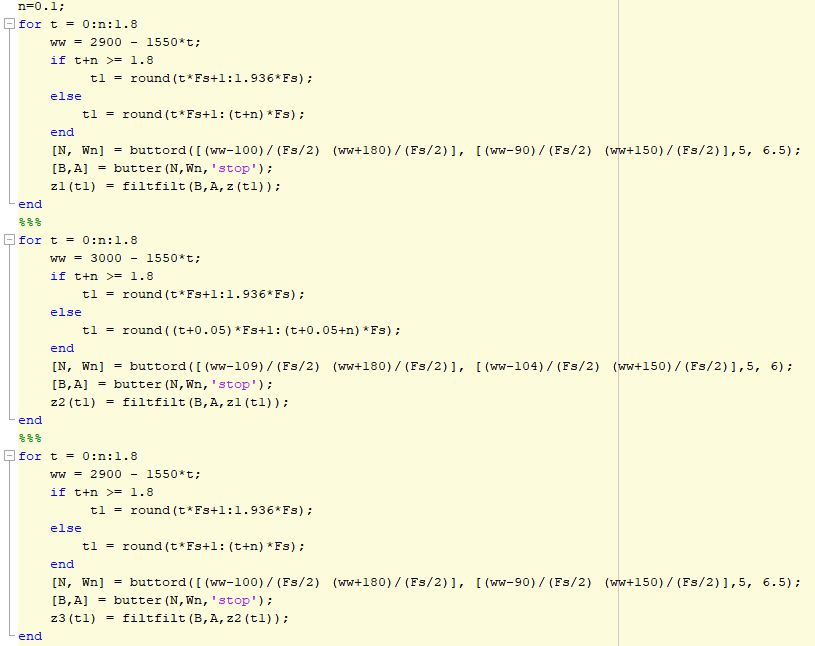 n=0.1;
for t = 0:n:1.8
    ww = 2900 - 1550*t;
    if t+n >= 1.8
         t1 = round(t*Fs+1:1.936*Fs);
    else
        t1 = round(t*Fs+1:(t+n)*Fs);
    end
    [N, Wn] = buttord([(ww-100)/(Fs/2) (ww+180)/(Fs/2)], [(ww-90)/(Fs/2) (ww+150)/(Fs/2)],5, 6.5);
    [B,A] = butter(N,Wn,'stop');
    z1(t1) = filtfilt(B,A,z(t1));
end
%%%
for t = 0:n:1.8
    ww = 3000 - 1550*t;
    if t+n >= 1.8
        t1 = round(t*Fs+1:1.936*Fs);
    else
        t1 = round((t+0.05)*Fs+1:(t+0.05+n)*Fs);
    end
    [N, Wn] = buttord([(ww-109)/(Fs/2) (ww+180)/(Fs/2)], [(ww-104)/(Fs/2) (ww+150)/(Fs/2)],5, 6);
    [B,A] = butter(N,Wn,'stop');
    z2(t1) = filtfilt(B,A,z1(t1));
end
%%%
for t = 0:n:1.8
    ww = 2900 - 1550*t;
    if t+n >= 1.8
         t1 = round(t*Fs+1:1.936*Fs);
    else
        t1 = round(t*Fs+1:(t+n)*Fs);
    end
    [N, Wn] = buttord([(ww-100)/(Fs/2) (ww+180)/(Fs/2)], [(ww-90)/(Fs/2) (ww+150)/(Fs/2)],5, 6.5);
    [B,A] = butter(N,Wn,'stop');
    z3(t1) = filtfilt(B,A,z2(t1));
end